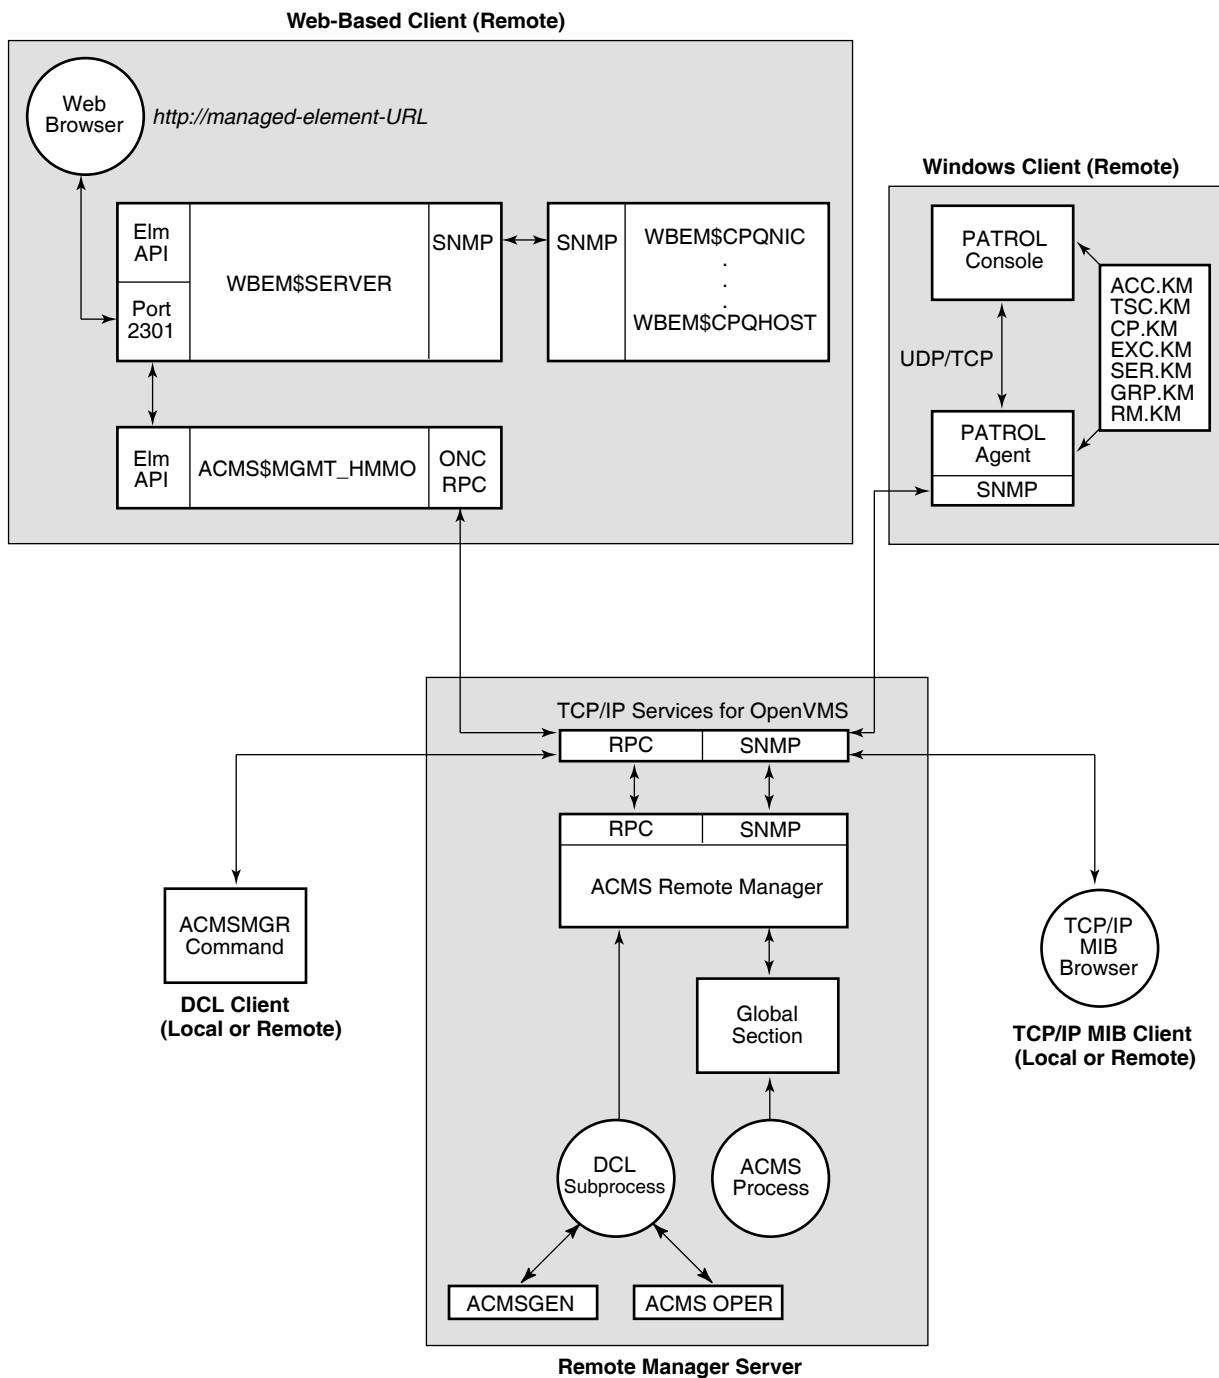 Web-Based Client (Remote)
Web
Browser
http://managed-element-URL
Elm
API
Port
2301
WBEM$SERVER
SNMP
SNMP
WBEM$CPQNIC
.
.
.
WBEM$CPQHOST
Elm
API
ACMS$MGMT_HMMO
ONC
RPC
Windows Client (Remote)
PATROL
Console
UDP/TCP
ACC.KM
TSC.KM
CP.KM
EXC.KM
SER.KM
GRP.KM
RM.KM
PATROL
Agent
SNMP
TCP/IP Services for OpenVMS
RPC
SNMP
RPC
SNMP
ACMS Remote Manager
ACMSMGR
Command
DCL Client
(Local or Remote)
Global
Section
TCP/IP
MIB
Browser
TCP/IP MIB Client
(Local or Remote)
DCL
Subprocess
ACMS
Process
ACMSGEN
ACMS OPER
Remote Manager Server